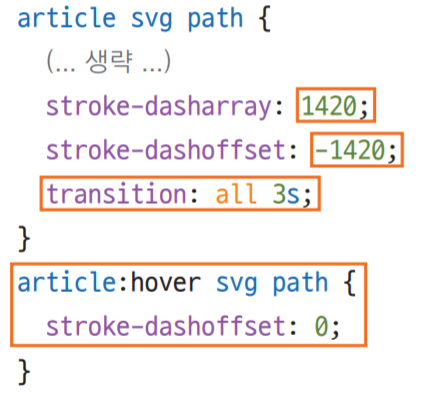 article svg path {
(... 생략 ...)
stroke-dasharray: 1420;
stroke-dashoffset: -1420;
transition: all 3s;
}
article:hover svg path {
stroke-dashoffset: 0;
}